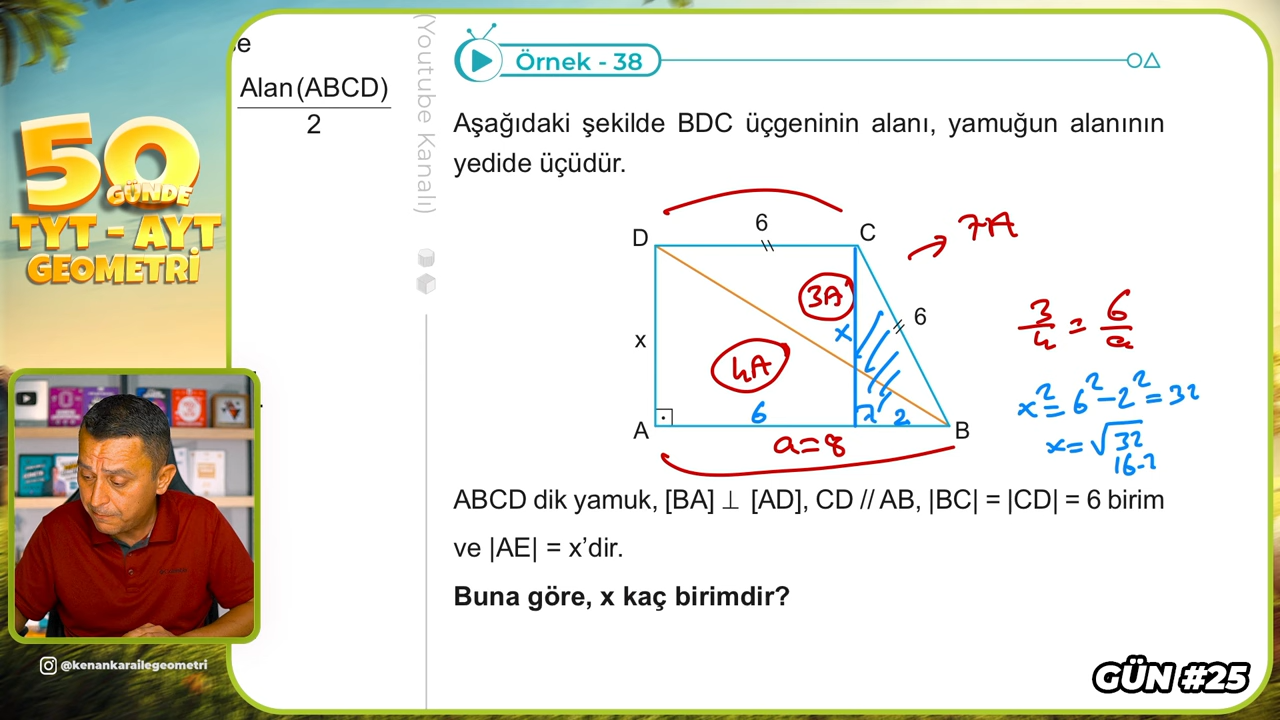 se
Alan(ABCD)
2
(Youtube Kanalı)
50
GÜNDE
TYT - AYT
GEOMETRİ
@kenankarailegeometri
Örnek - 38
Aşağıdaki şekilde BDC üçgeninin alanı, yamuğun alanının
yedide üçüdür.
6
D
C
7A
3A
6
x
x
4A
6
2
A
B
a=8
3/4 = 6/a
x²=6²-2²=32
x=√32
16·2
ABCD dik yamuk, [BA] ⊥ [AD], CD // AB, |BC| = |CD| = 6 birim
ve |AE| = x’dir.
Buna göre, x kaç birimdir?
GÜN #25